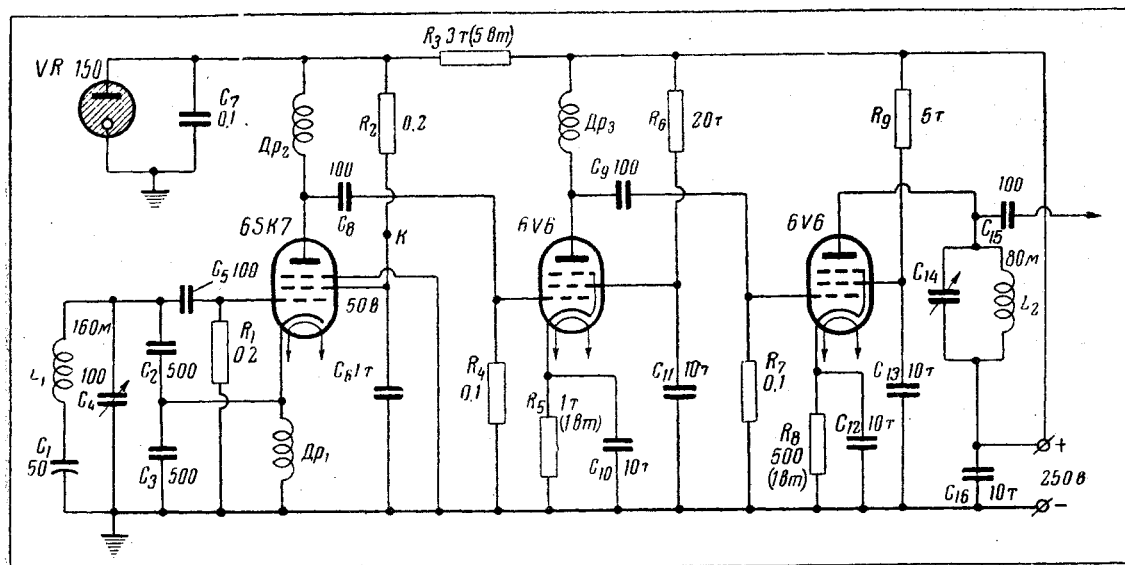 R₃ 3т(5вт)
VR 150
C₇
0,1
Др₂
R₂ 0.2
Др₃
R₆ 20т
R₉ 5т
100
C₈
C₉ 100
100
C₁₅
6SK7
К
6V6
6V6
C₅ 100
50в
C₁₄
80м
L₂
160м
L₁
100
C₄
C₂
500
R₁
0.2
C₆ 1т
R₄
0,1
C₁₁ 10т
R₇
0,1
C₁₃ 10т
C₁
50
C₃ 500
Др₁
R₅ 1т
(1вт)
C₁₀ 10т
R₈
500
(1вт)
C₁₂ 10т
C₁₆ 10т
+
250в
-